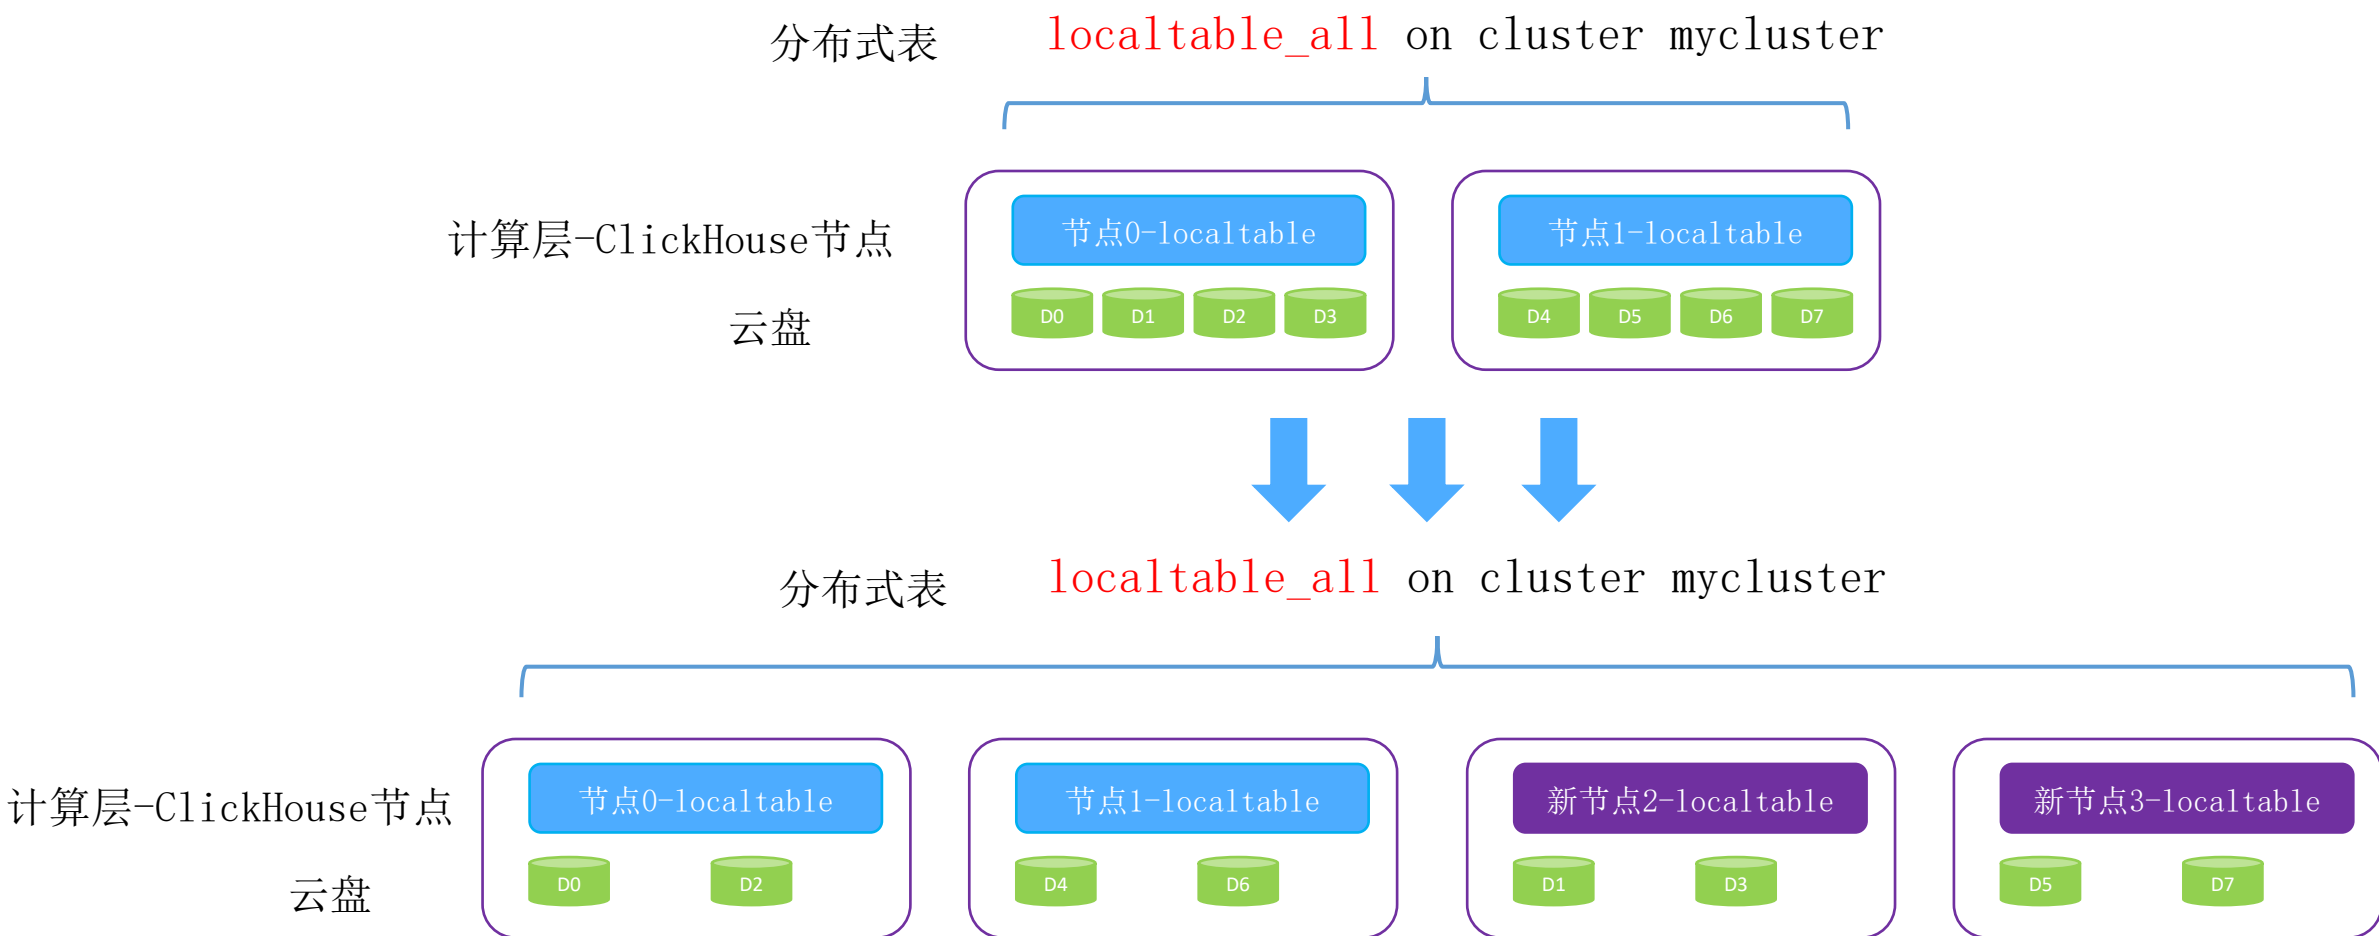 分布式表 localtable_all on cluster mycluster
计算层-ClickHouse节点 节点0-localtable 节点1-localtable
云盘 D0 D1 D2 D3 D4 D5 D6 D7
分布式表 localtable_all on cluster mycluster
计算层-ClickHouse节点 节点0-localtable 节点1-localtable 新节点2-localtable 新节点3-localtable
云盘 D0 D2 D4 D6 D1 D3 D5 D7